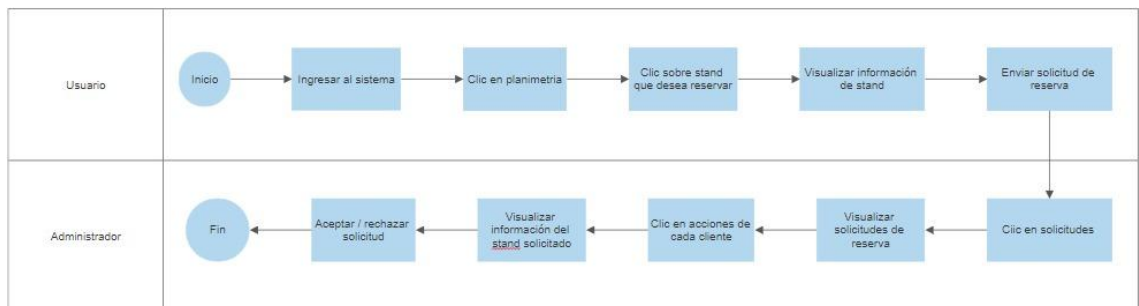 Usuario
Inicio
Ingresar al sistema
Clic en planimetria
Clic sobre stand
que desea reservar
Visualizar información
de stand
Enviar solicitud de
reserva
Administrador
Fin
Aceptar / rechazar
solicitud
Visualizar
información del
stand solicitado
Clic en acciones de
cada cliente
Visualizar
solicitudes de
reserva
Clic en solicitudes